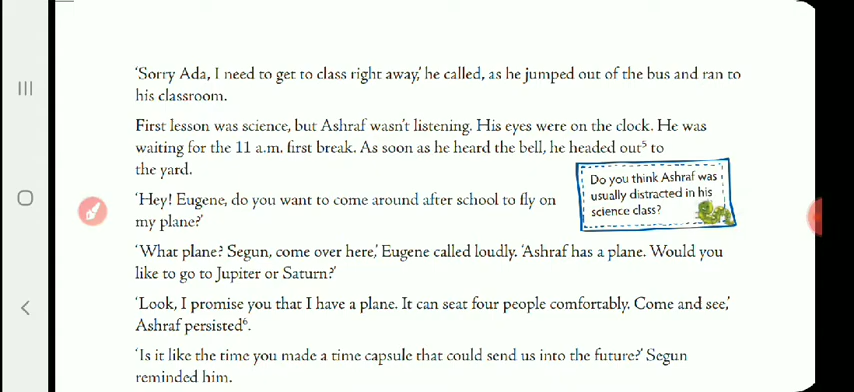 ‘Sorry Ada, I need to get to class right away,’ he called, as he jumped out of the bus and ran to
his classroom.
First lesson was science, but Ashraf wasn’t listening. His eyes were on the clock. He was
waiting for the 11 a.m. first break. As soon as he heard the bell, he headed out⁵ to
the yard.
Do you think Ashraf was
usually distracted in his
science class?
‘Hey! Eugene, do you want to come around after school to fly on
my plane?’
‘What plane? Segun, come over here,’ Eugene called loudly. ‘Ashraf has a plane. Would you
like to go to Jupiter or Saturn?’
‘Look, I promise you that I have a plane. It can seat four people comfortably. Come and see,’
Ashraf persisted⁶.
‘Is it like the time you made a time capsule that could send us into the future?’ Segun
reminded him.